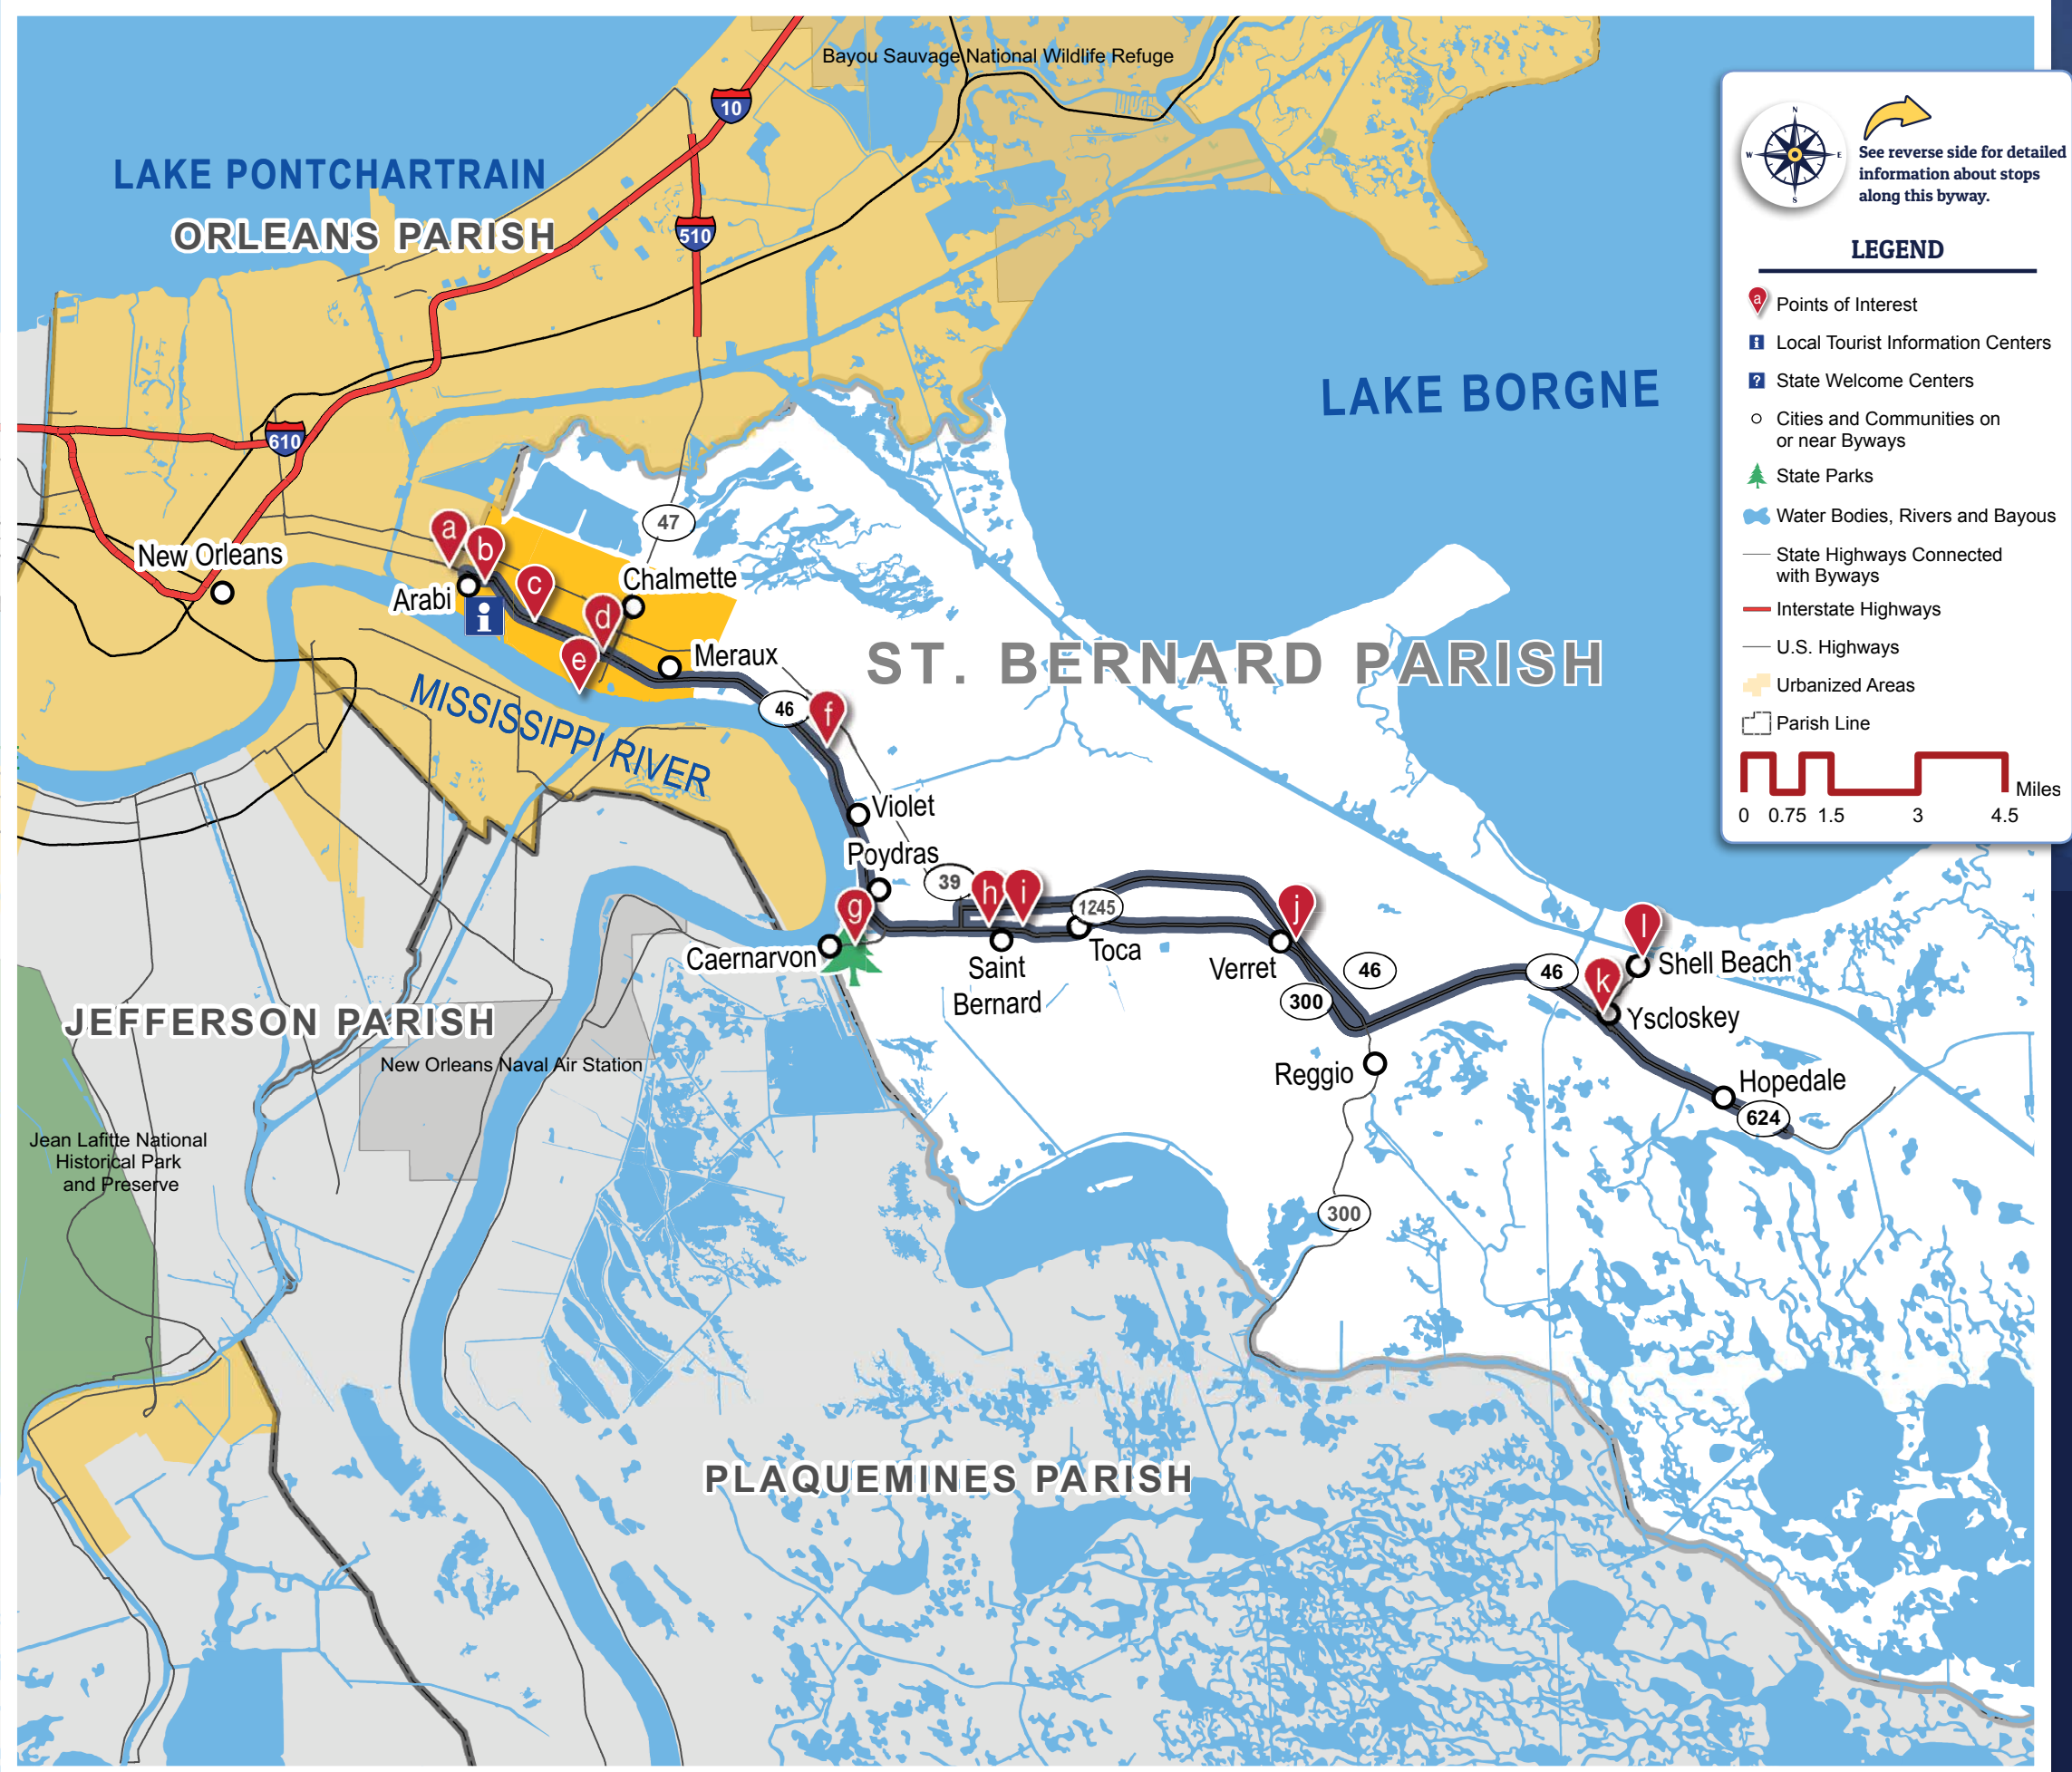 Bayou Sauvage National Wildlife Refuge
10
LAKE PONTCHARTRAIN
ORLEANS PARISH
510
LAKE BORGNE
610
47
New Orleans
a
b
c
d
e
Arabi
i
Chalmette
Meraux
ST. BERNARD PARISH
MISSISSIPPI RIVER
46
f
Violet
Poydras
39
g
h
i
1245
j
Caernarvon
Saint
Bernard
Toca
Verret
46
300
46
l
k
Shell Beach
Yscloskey
Reggio
Hopedale
624
300
JEFFERSON PARISH
New Orleans Naval Air Station
Jean Lafitte National
Historical Park
and Preserve
PLAQUEMINES PARISH
N
W
E
S
See reverse side for detailed
information about stops
along this byway.
LEGEND
a
Points of Interest
i
Local Tourist Information Centers
?
State Welcome Centers
Cities and Communities on
or near Byways
State Parks
Water Bodies, Rivers and Bayous
State Highways Connected
with Byways
Interstate Highways
U.S. Highways
Urbanized Areas
Parish Line
Miles
0 0.75 1.5 3 4.5